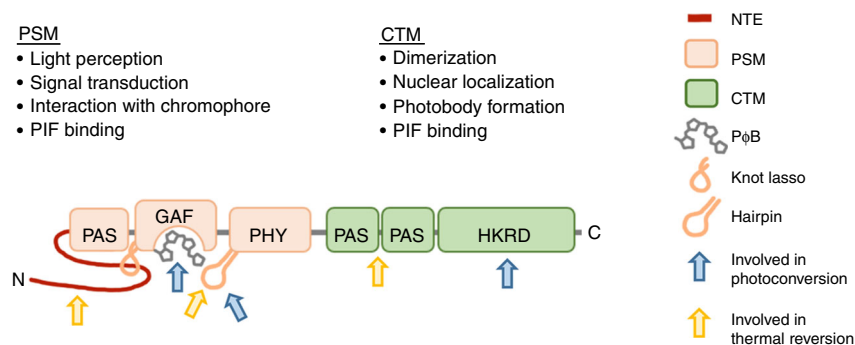 PSM
• Light perception
• Signal transduction
• Interaction with chromophore
• PIF binding
CTM
• Dimerization
• Nuclear localization
• Photobody formation
• PIF binding
NTE
PSM
CTM
PϕB
Knot lasso
Hairpin
Involved in
photoconversion
Involved in
thermal reversion
N
PAS
GAF
PHY
PAS
PAS
HKRD
C